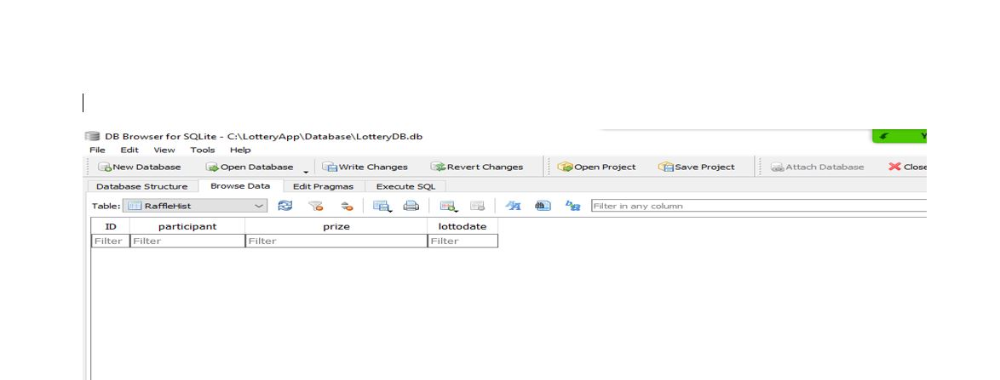 DB Browser for SQLite - C:\LotteryApp\Database\LotteryDB.db
Y
File Edit View Tools Help
New Database Open Database Write Changes Revert Changes Open Project Save Project Attach Database Close
Database Structure Browse Data Edit Pragmas Execute SQL
Table: RaffleHist Filter in any column
ID participant prize lottodate
Filter Filter Filter Filter